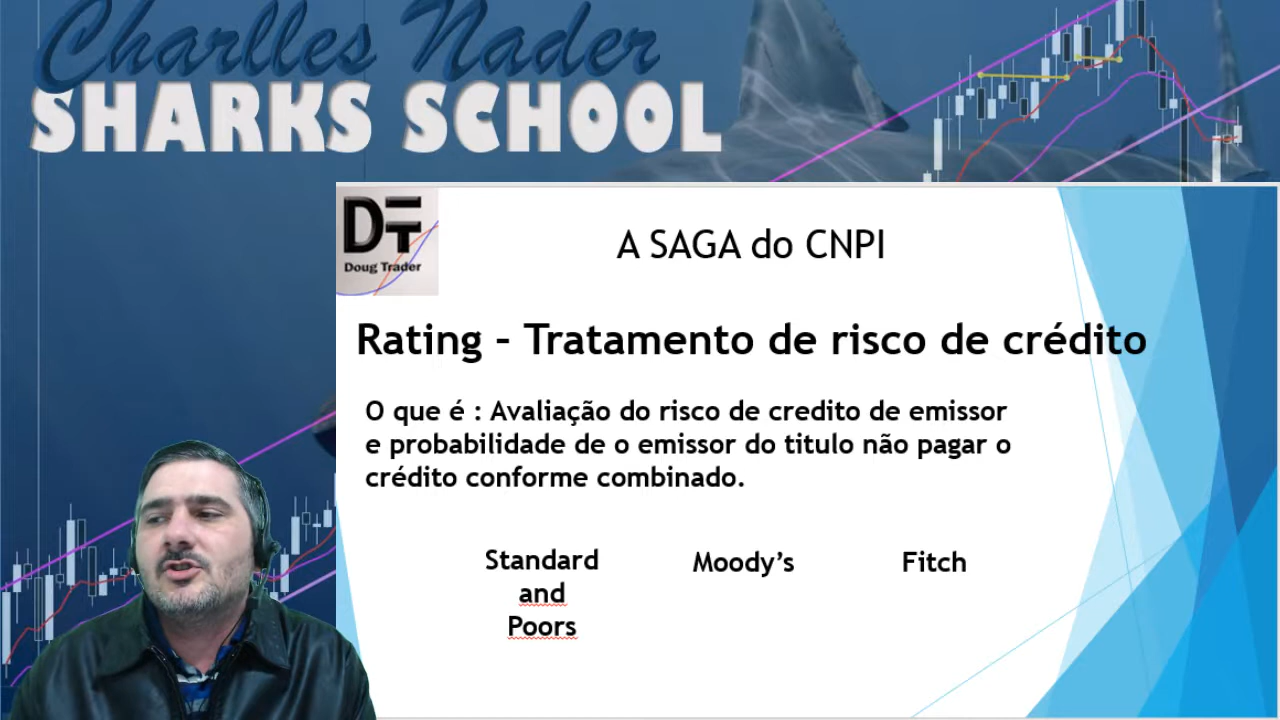 Charlles Nader
SHARKS SCHOOL
DT
Doug Trader
A SAGA do CNPI
Rating – Tratamento de risco de crédito
O que é : Avaliação do risco de credito de emissor
e probabilidade de o emissor do titulo não pagar o
crédito conforme combinado.
Standard
and
Poors
Moody’s
Fitch